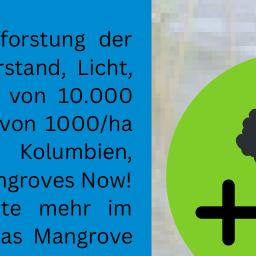 forstung der
rstand, Licht,
von 10.000
von 1000/ha
Kolumbien,
ngroves Now!
te mehr im
as Mangrove